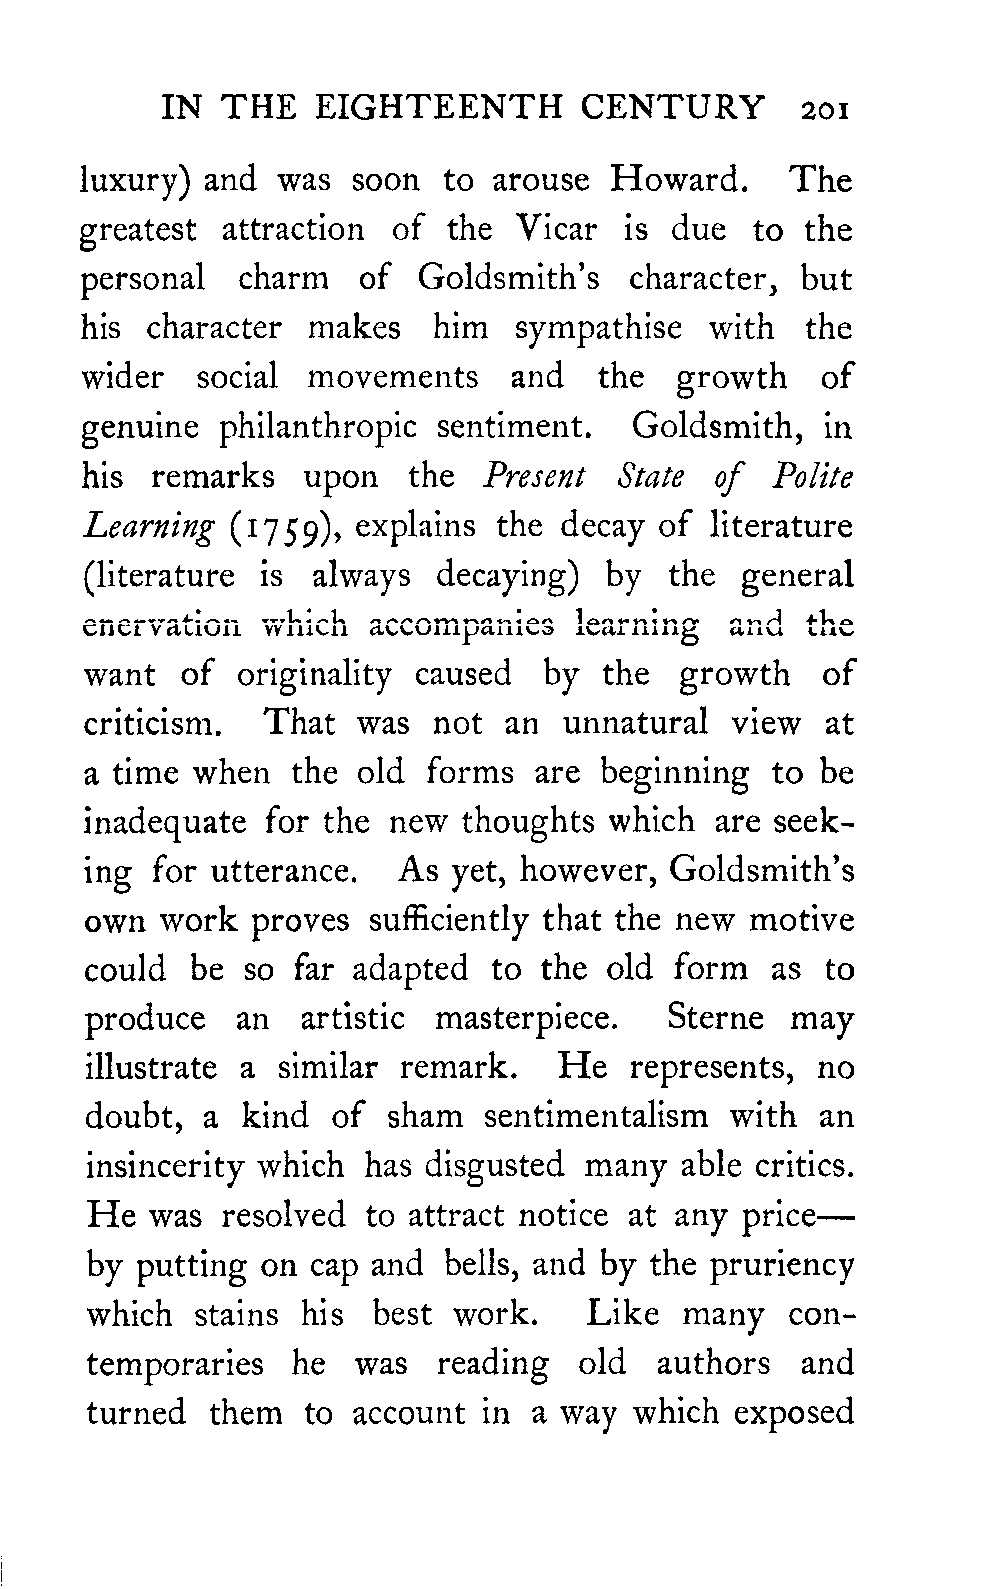 IN THE EIGHTEENTH CENTURY 201
luxury) and was soon to arouse Howard. The
greatest attraction of the Vicar is due to the
personal charm of Goldsmith's character, but
his character makes him sympathise with the
wider social movements and the growth of
genuine philanthropic sentiment. Goldsmith, in
his remarks upon the Present State of Polite
Learning (1759), explains the decay of literature
(literature is always decaying) by the general
enervation which accompanies learning and the
want of originality caused by the growth of
criticism. That was not an unnatural view at
a time when the old forms are beginning to be
inadequate for the new thoughts which are seek-
ing for utterance. As yet, however, Goldsmith's
own work proves sufficiently that the new motive
could be so far adapted to the old form as to
produce an artistic masterpiece. Sterne may
illustrate a similar remark. He represents, no
doubt, a kind of sham sentimentalism with an
insincerity which has disgusted many able critics.
He was resolved to attract notice at any price—
by putting on cap and bells, and by the pruriency
which stains his best work. Like many con-
temporaries he was reading old authors and
turned them to account in a way which exposed